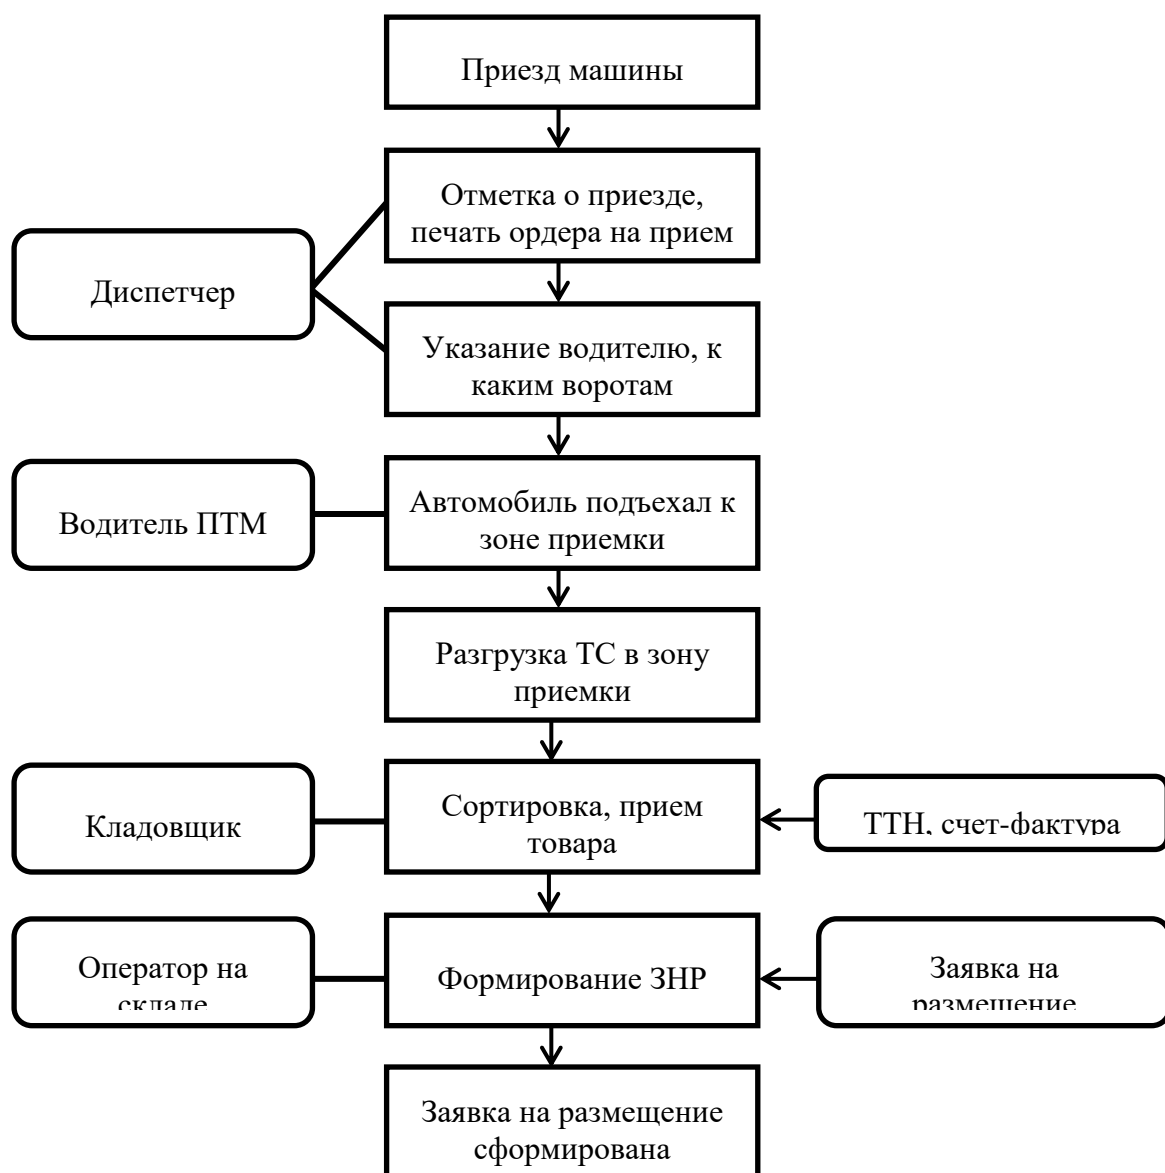 Приезд машины
Отметка о приезде,
печать ордера на прием
Диспетчер
Указание водителю, к
каким воротам
Водитель ПТМ
Автомобиль подъехал к
зоне приемки
Разгрузка ТС в зону
приемки
Кладовщик
Сортировка, прием
товара
ТТН, счет-фактура
Оператор на
складе
Формирование ЗНР
Заявка на
размещение
Заявка на размещение
сформирована